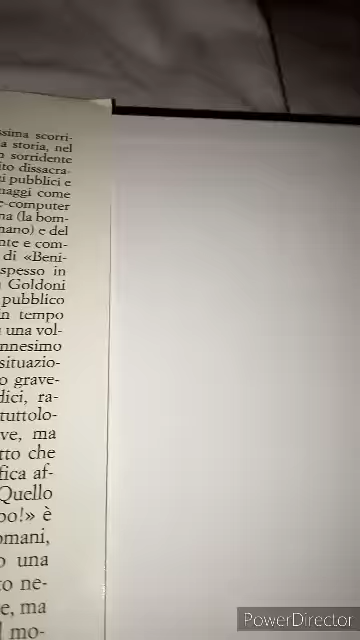 ssima scorri-
a storia, nel
n sorridente
ito dissacra-
i pubblici e
naggi come
e-computer
na (la bom-
nano) e del
nte e com-
di «Beni-
spesso in
Goldoni
pubblico
in tempo
una vol-
nnesimo
situazio-
o grave-
dici, ra-
tuttolo-
ve, ma
tto che
fica af-
Quello
po!» è
omani,
o una
to ne-
e, ma
l mo-
PowerDirector